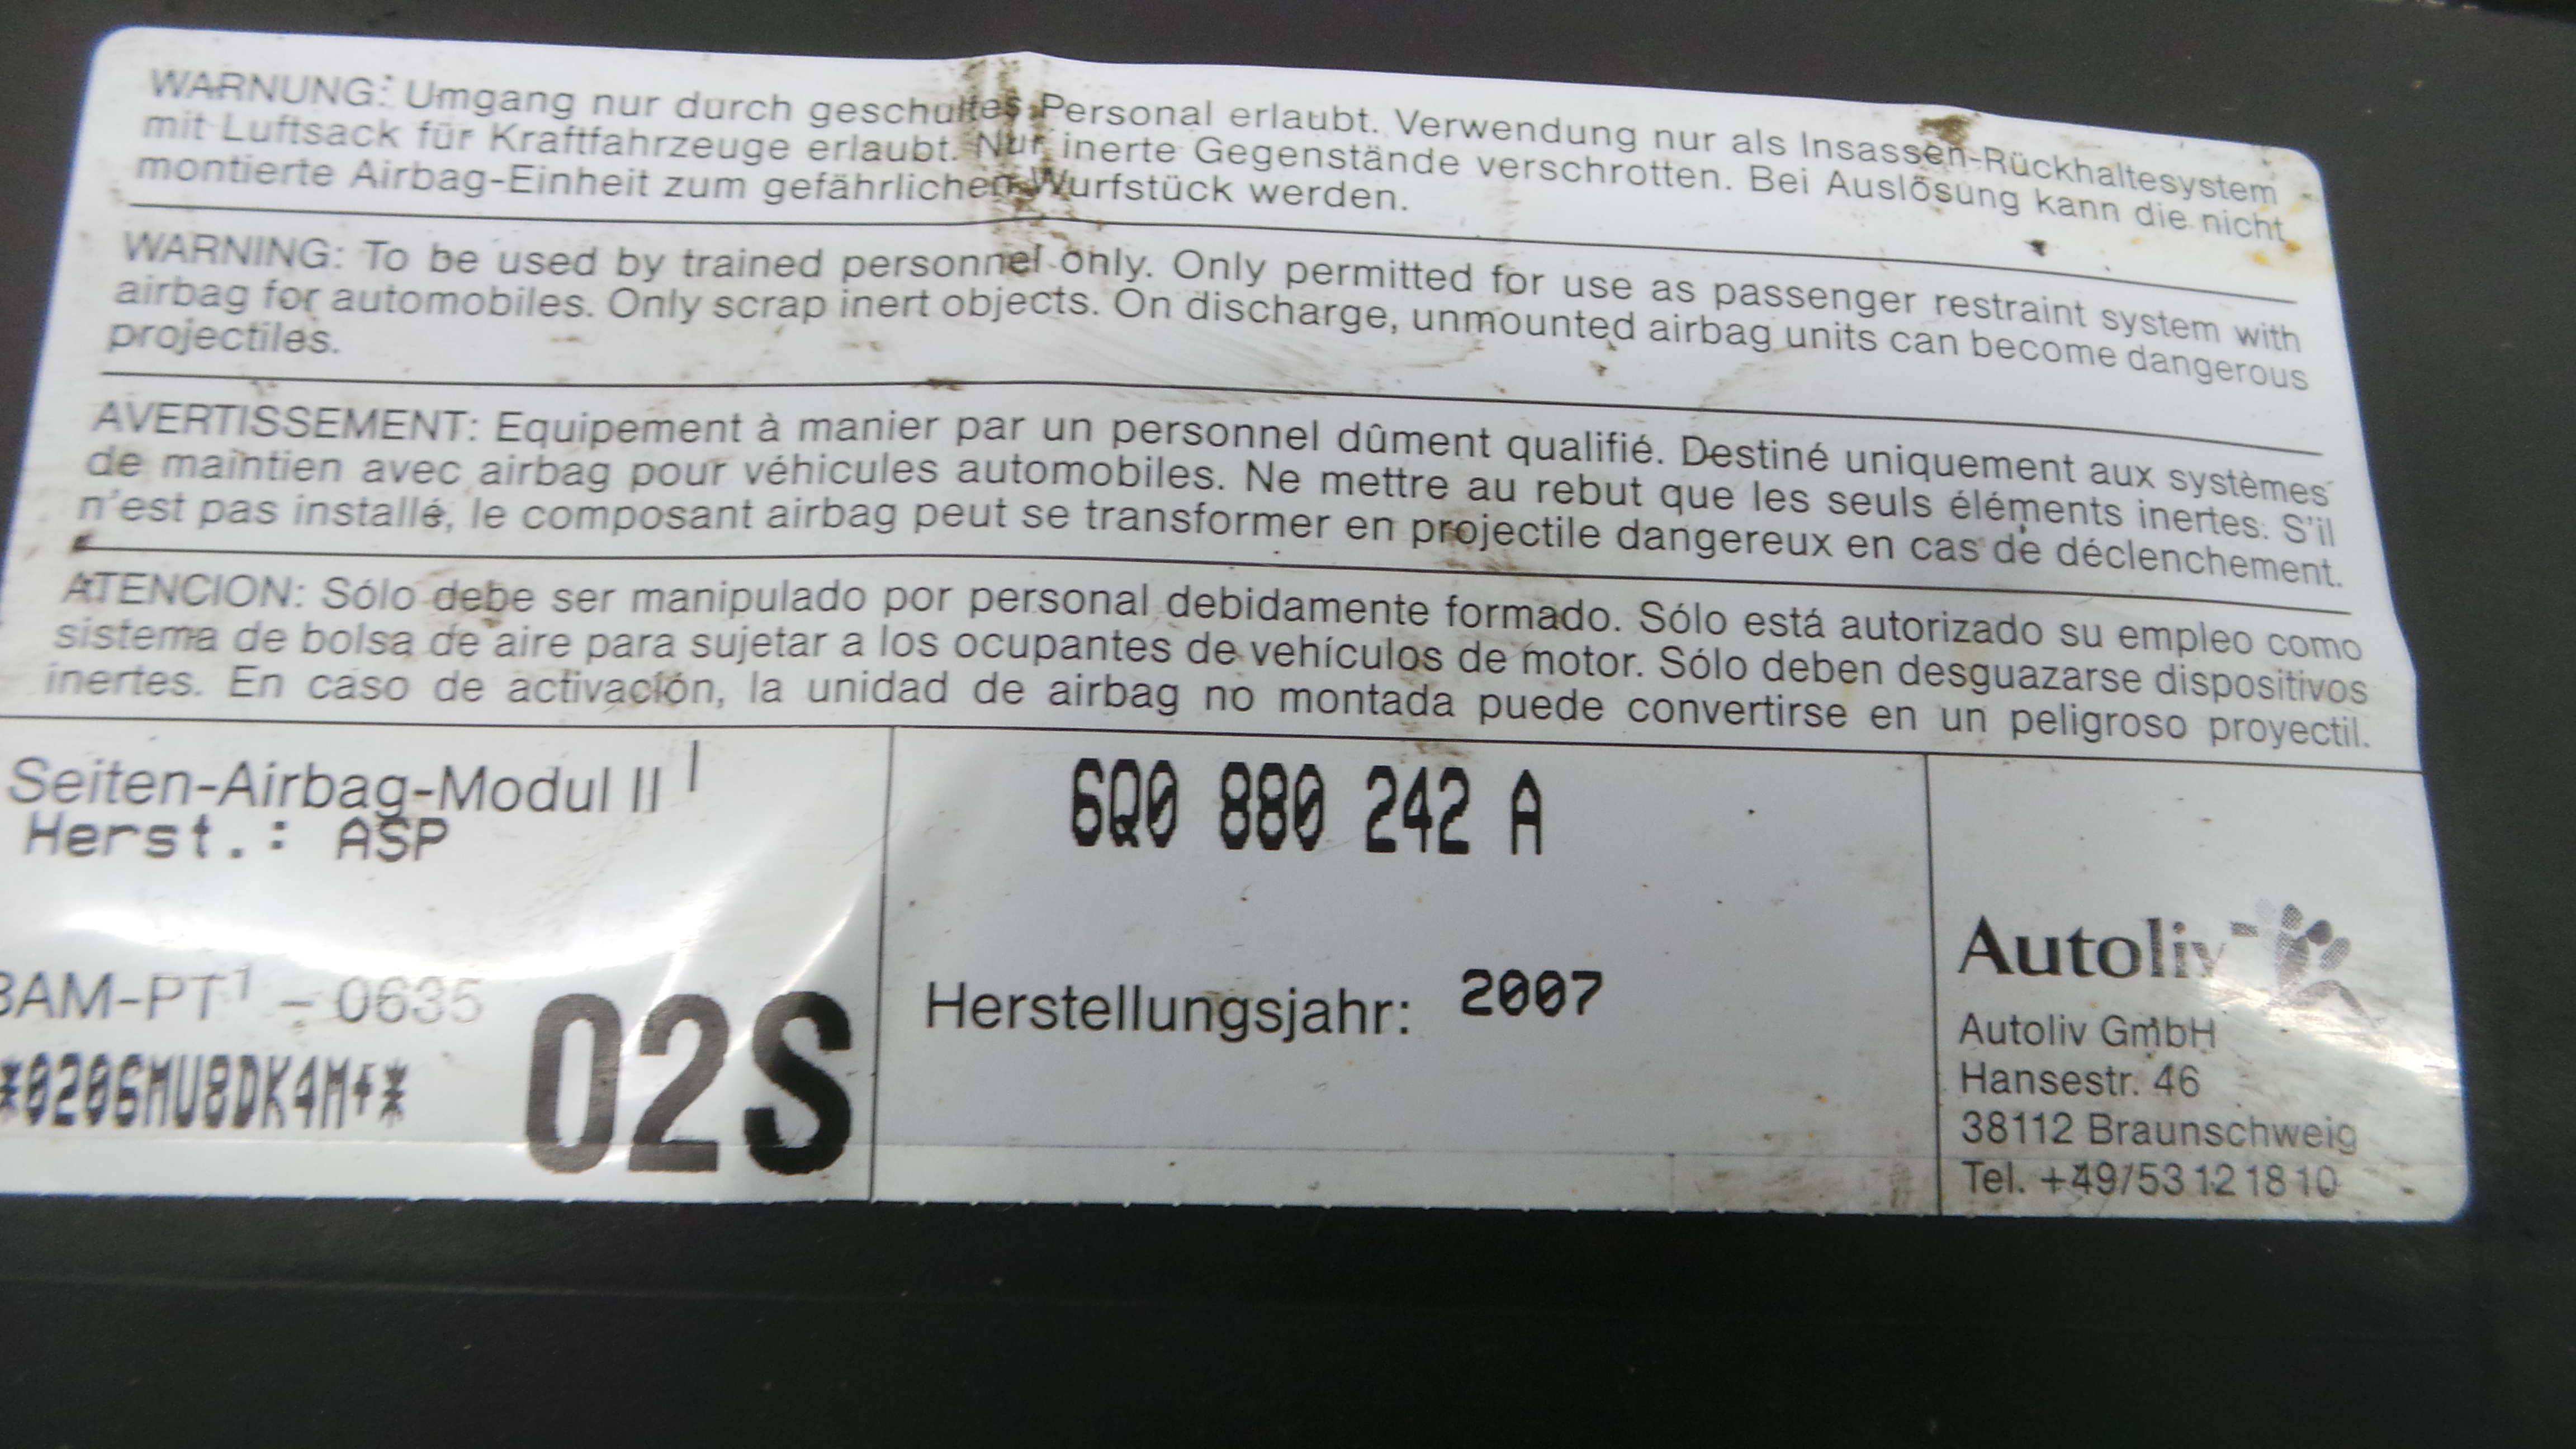 WARNUNG: Umgang nur durch geschultes Personal erlaubt. Verwendung nur als Insassen-Rückhaltesystem
mit Luftsack für Kraftfahrzeuge erlaubt. Nur inerte Gegenstände verschrotten. Bei Auslösung kann die nicht
montierte Airbag-Einheit zum gefährlichen Wurfstück werden.
WARNING: To be used by trained personnel only. Only permitted for use as passenger restraint system with
airbag for automobiles. Only scrap inert objects. On discharge, unmounted airbag units can become dangerous
projectiles.
AVERTISSEMENT: Equipement à manier par un personnel dûment qualifié. Destiné uniquement aux systèmes
de maintien avec airbag pour véhicules automobiles. Ne mettre au rebut que les seuls éléments inertes. S'il
n'est pas installé, le composant airbag peut se transformer en projectile dangereux en cas de déclenchement.
ATENCION: Sólo debe ser manipulado por personal debidamente formado. Sólo está autorizado su empleo como
sistema de bolsa de aire para sujetar a los ocupantes de vehículos de motor. Sólo deben desguazarse dispositivos
inertes. En caso de activación, la unidad de airbag no montada puede convertirse en un peligroso proyectil.
Seiten-Airbag-Modul II
Herst.: ASP
BAM-PT1 - 0635
02S
6Q0 880 242 A
Herstellungsjahr: 2007
Autoliv
Autoliv GmbH
Hansestr. 46
38112 Braunschweig
Tel. +49/53 12 18 10